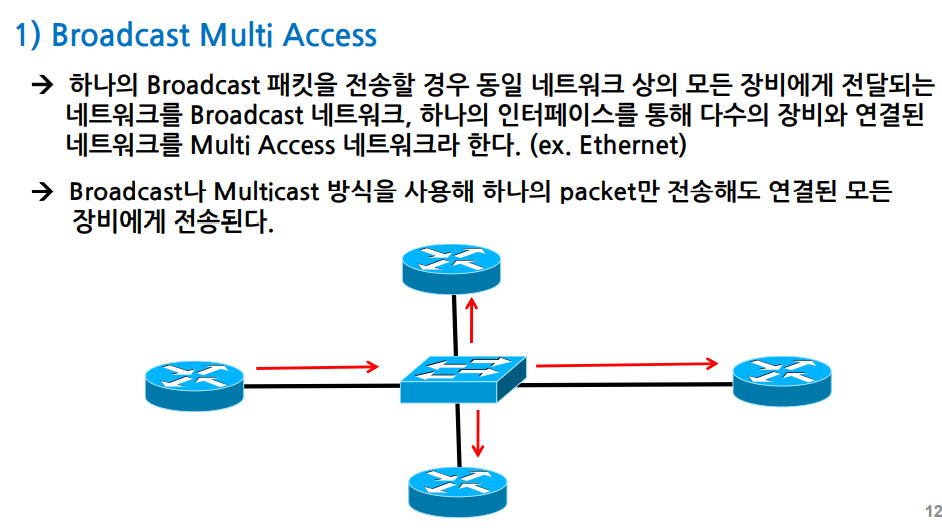 1) Broadcast Multi Access
→ 하나의 Broadcast 패킷을 전송할 경우 동일 네트워크 상의 모든 장비에게 전달되는
네트워크를 Broadcast 네트워크, 하나의 인터페이스를 통해 다수의 장비와 연결된
네트워크를 Multi Access 네트워크라 한다. (ex. Ethernet)
→ Broadcast나 Multicast 방식을 사용해 하나의 packet만 전송해도 연결된 모든
장비에게 전송된다.
12